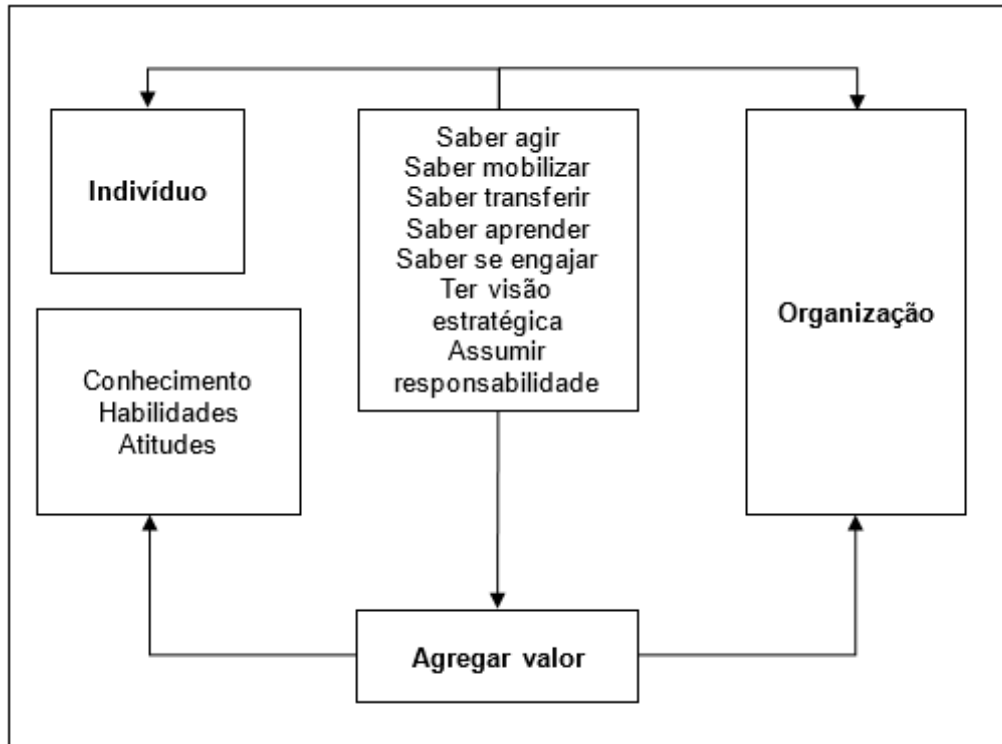 Indivíduo
Conhecimento
Habilidades
Atitudes
Saber agir
Saber mobilizar
Saber transferir
Saber aprender
Saber se engajar
Ter visão
estratégica
Assumir
responsabilidade
Organização
Agregar valor